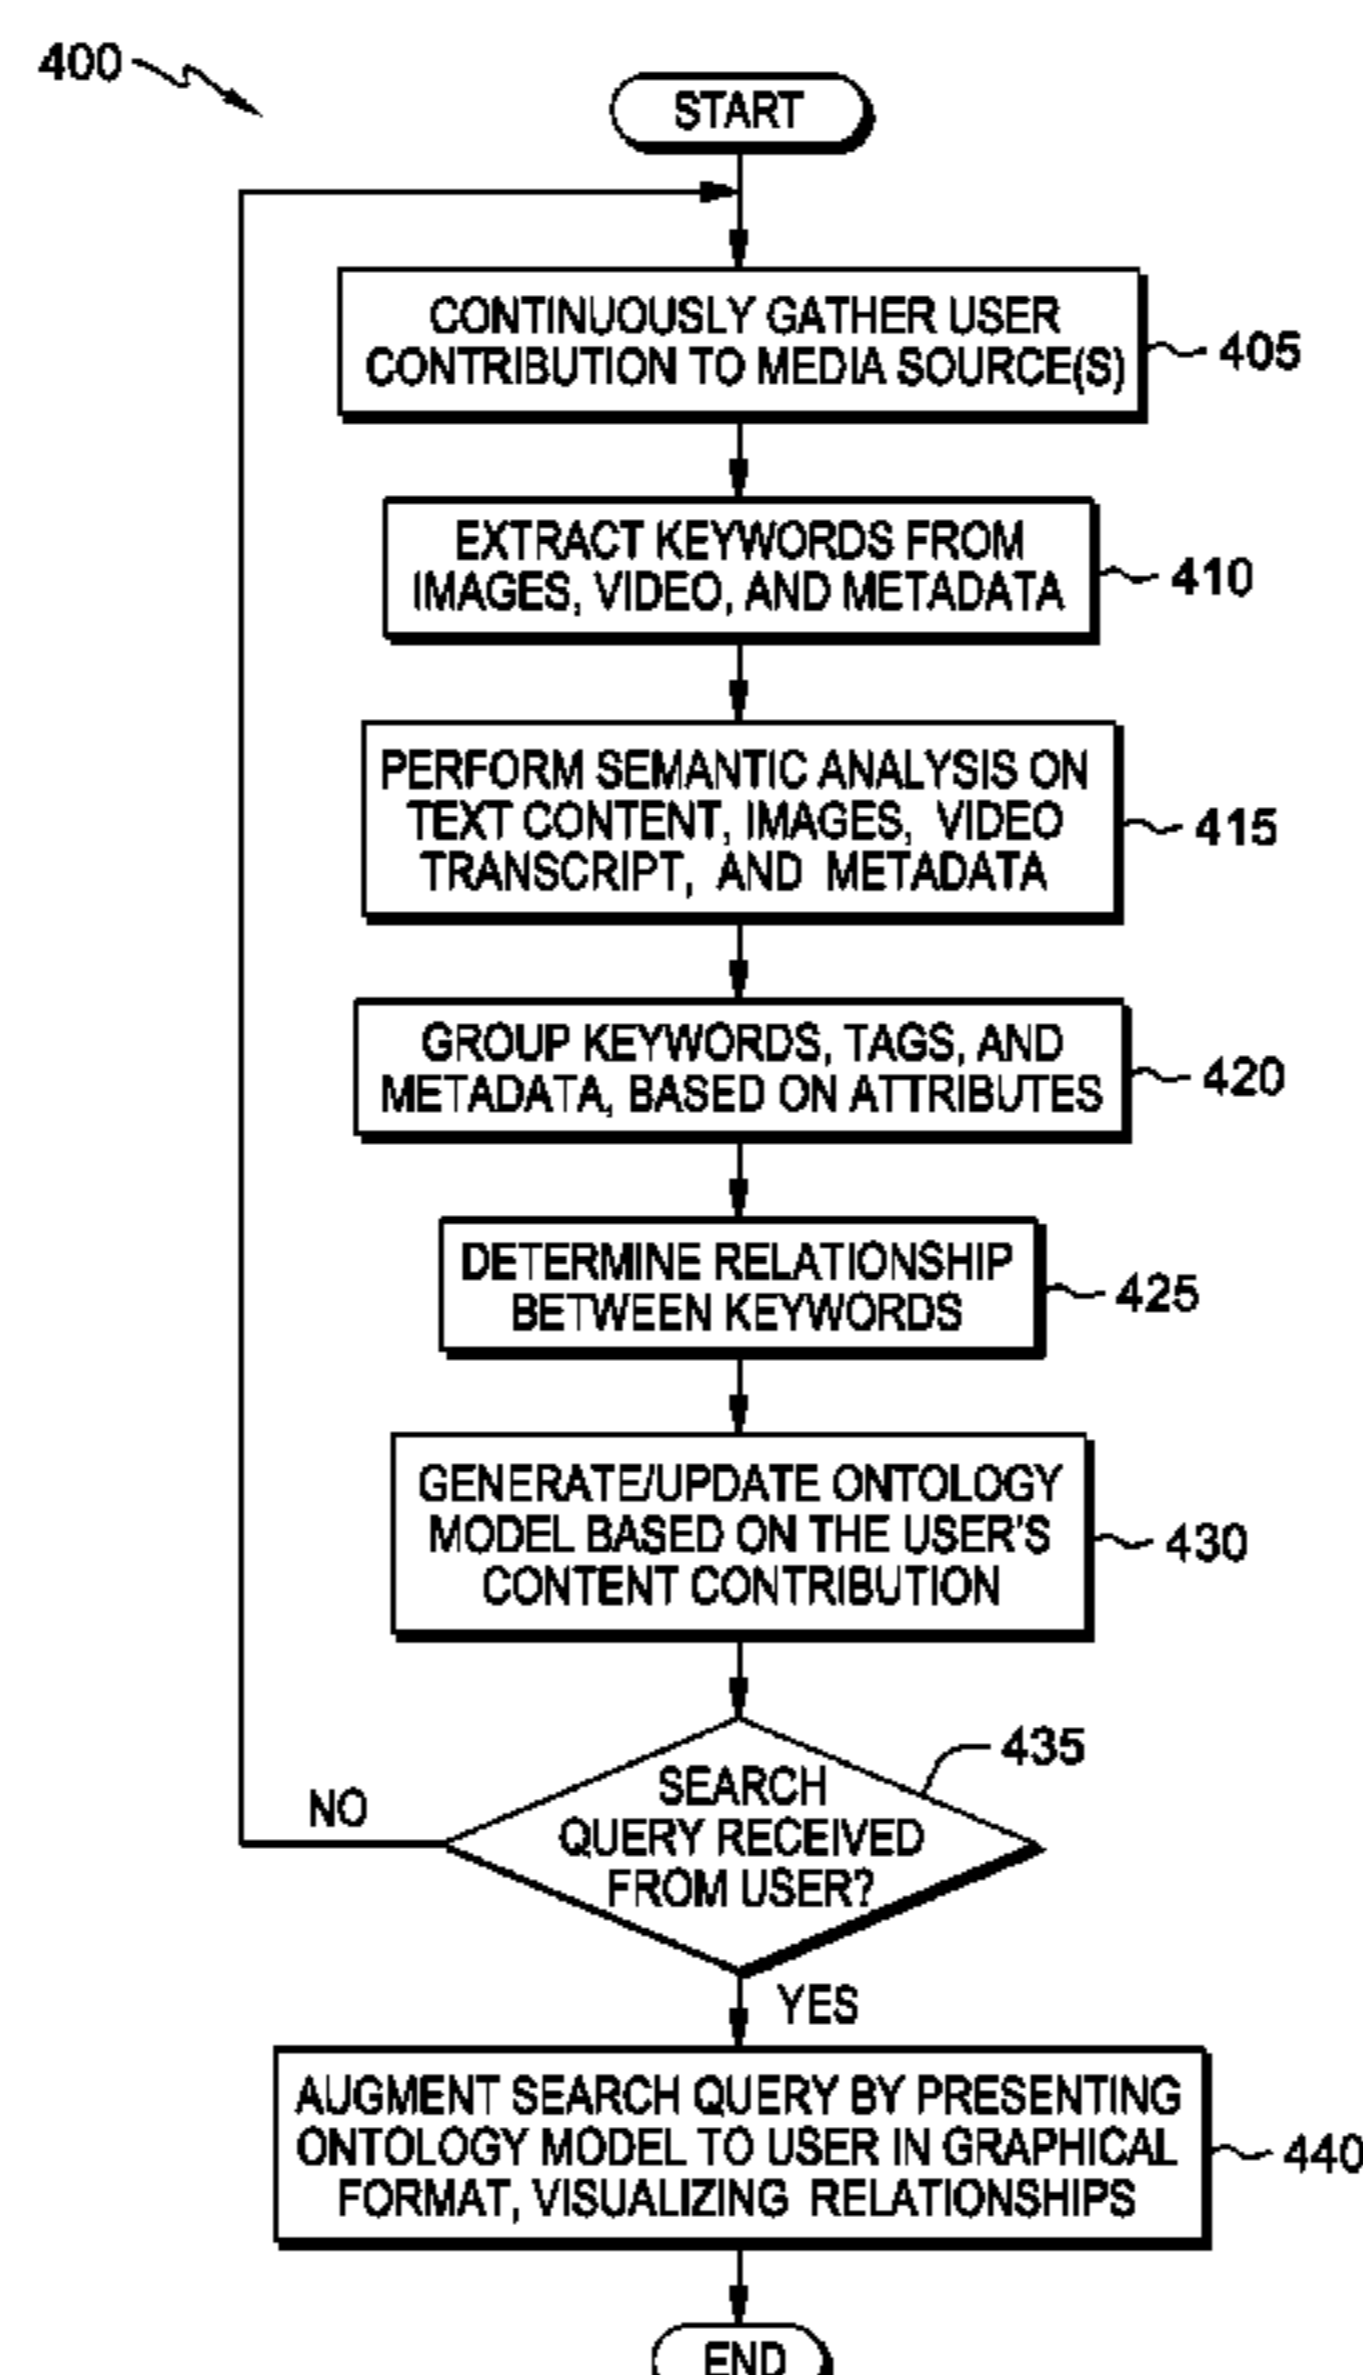 400
START
CONTINUOUSLY GATHER USER
CONTRIBUTION TO MEDIA SOURCE(S)
405
EXTRACT KEYWORDS FROM
IMAGES, VIDEO, AND METADATA
410
PERFORM SEMANTIC ANALYSIS ON
TEXT CONTENT, IMAGES, VIDEO
TRANSCRIPT, AND METADATA
415
GROUP KEYWORDS, TAGS, AND
METADATA, BASED ON ATTRIBUTES
420
DETERMINE RELATIONSHIP
BETWEEN KEYWORDS
425
GENERATE/UPDATE ONTOLOGY
MODEL BASED ON THE USER'S
CONTENT CONTRIBUTION
430
SEARCH
QUERY RECEIVED
FROM USER?
435
NO
YES
AUGMENT SEARCH QUERY BY PRESENTING
ONTOLOGY MODEL TO USER IN GRAPHICAL
FORMAT, VISUALIZING RELATIONSHIPS
440
END